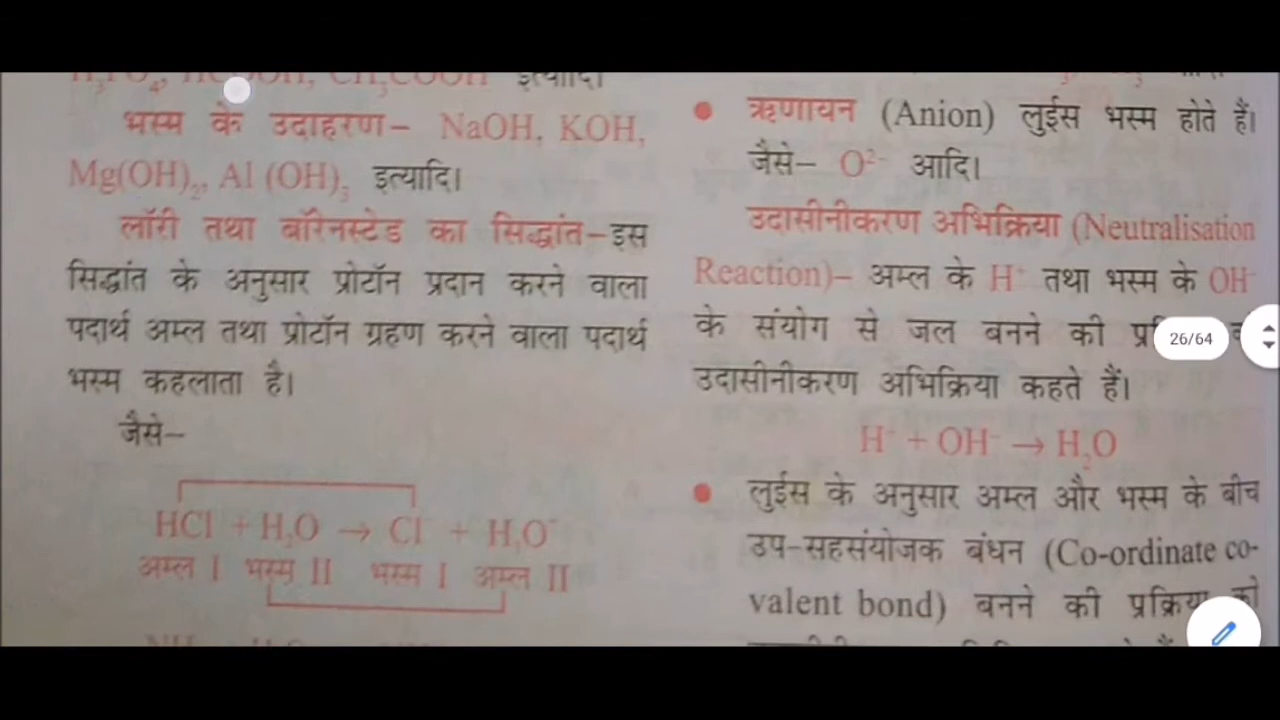 HCOOH, CH₃COOH इत्यादि।
भस्म के उदाहरण– NaOH, KOH,
Mg(OH)₂, Al (OH)₃ इत्यादि।
लॉरी तथा बॉरेनस्टेड का सिद्धांत–इस
सिद्धांत के अनुसार प्रोटॉन प्रदान करने वाला
पदार्थ अम्ल तथा प्रोटॉन ग्रहण करने वाला पदार्थ
भस्म कहलाता है।
जैसे–
HCl + H₂O → Cl + H₃O⁺
अम्ल I भस्म II भस्म I अम्ल II
ऋणायन (Anion) लुईस भस्म होते हैं।
जैसे– O²⁻ आदि।
उदासीनीकरण अभिक्रिया (Neutralisation
Reaction)– अम्ल के H⁺ तथा भस्म के OH⁻
के संयोग से जल बनने की
उदासीनीकरण अभिक्रिया कहते हैं।
H⁺ + OH⁻ → H₂O
लुईस के अनुसार अम्ल और भस्म के बीच
उप-सहसंयोजक बंधन (Co-ordinate co-
valent bond) बनने की प्रक्रिया को
26/64